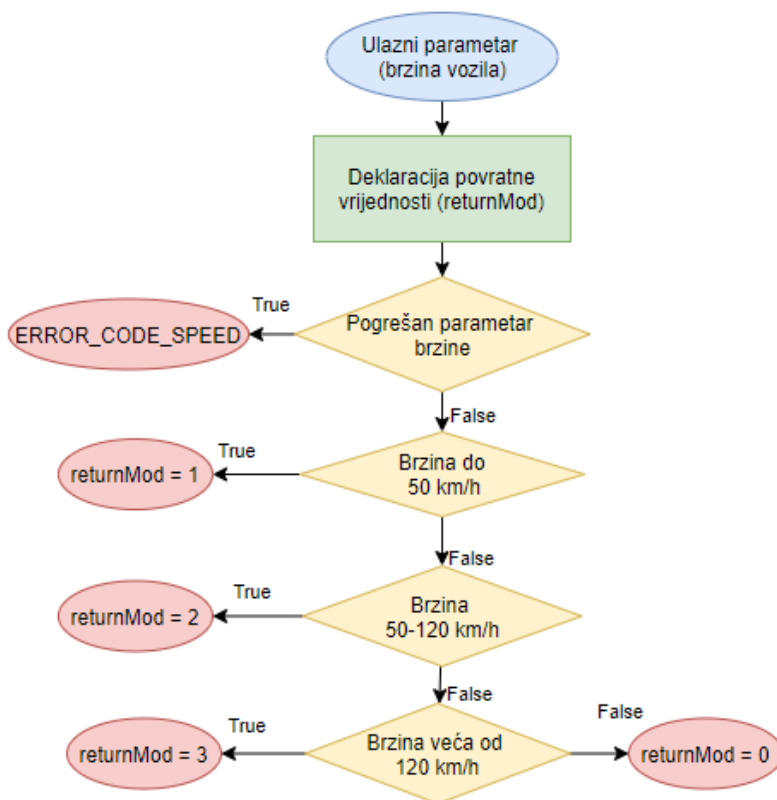 Ulazni parametar
(brzina vozila)
Deklaracija povratne
vrijednosti (returnMod)
True
ERROR_CODE_SPEED
Pogrešan parametar
brzine
False
True
returnMod = 1
Brzina do
50 km/h
False
True
returnMod = 2
Brzina
50-120 km/h
False
True
returnMod = 3
Brzina veća od
120 km/h
False
returnMod = 0